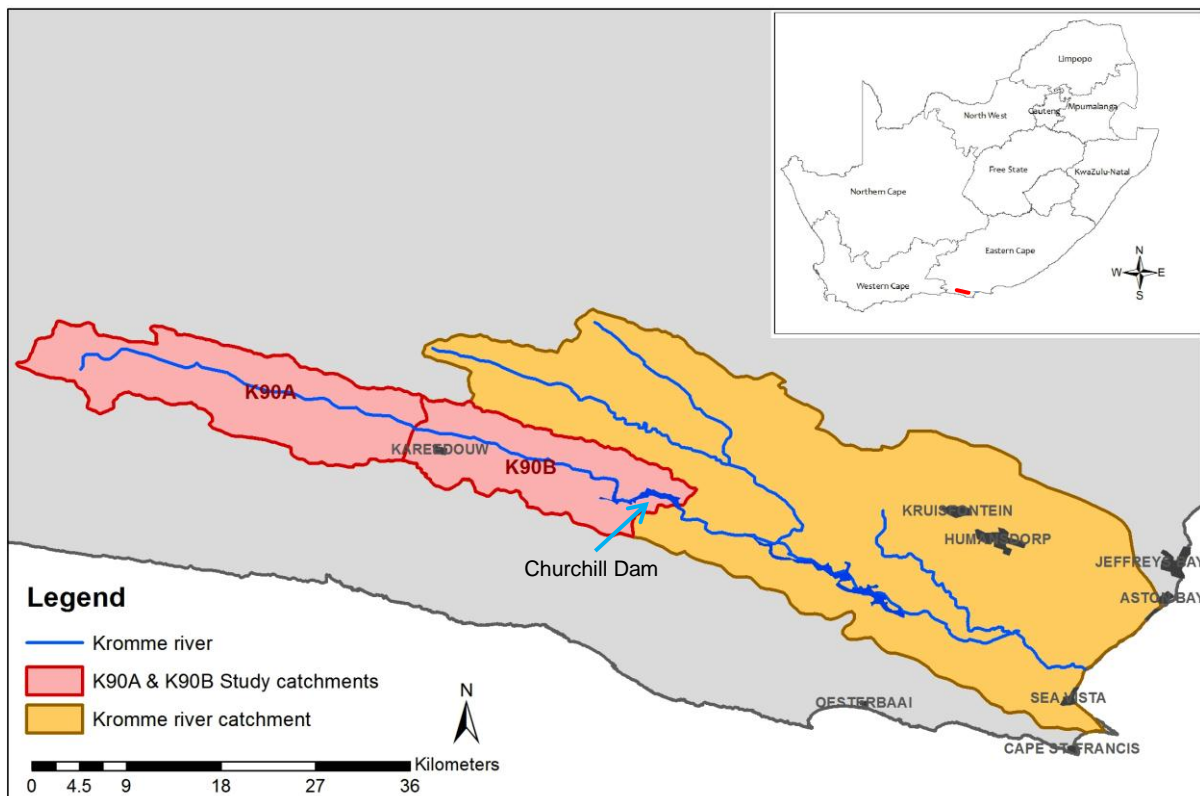 Limpopo
North West
Gauteng
Mpumalanga
Free State
KwaZulu-Natal
Northern Cape
Eastern Cape
Western Cape
N
W
E
S
K90A
KAREEDOUW
K90B
Churchill Dam
KRUISFONTEIN
HUMANSDORP
JEFFREYS BAY
ASTON BAY
OESTERBAAI
SEA VISTA
CAPE ST. FRANCIS
Legend
Kromme river
K90A & K90B Study catchments
Kromme river catchment
N
Kilometers
0 4.5 9 18 27 36